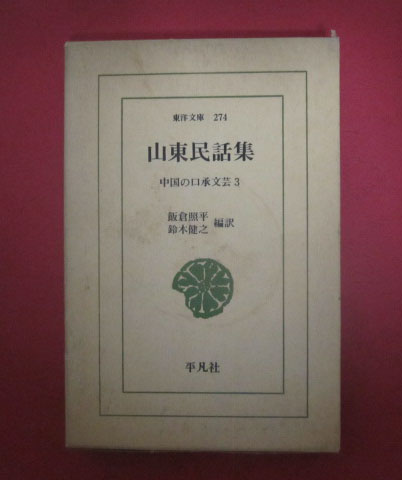 東洋文庫 274
山東民話集
中国の口承文芸 3
飯倉照平
鈴木健之 編訳
平凡社